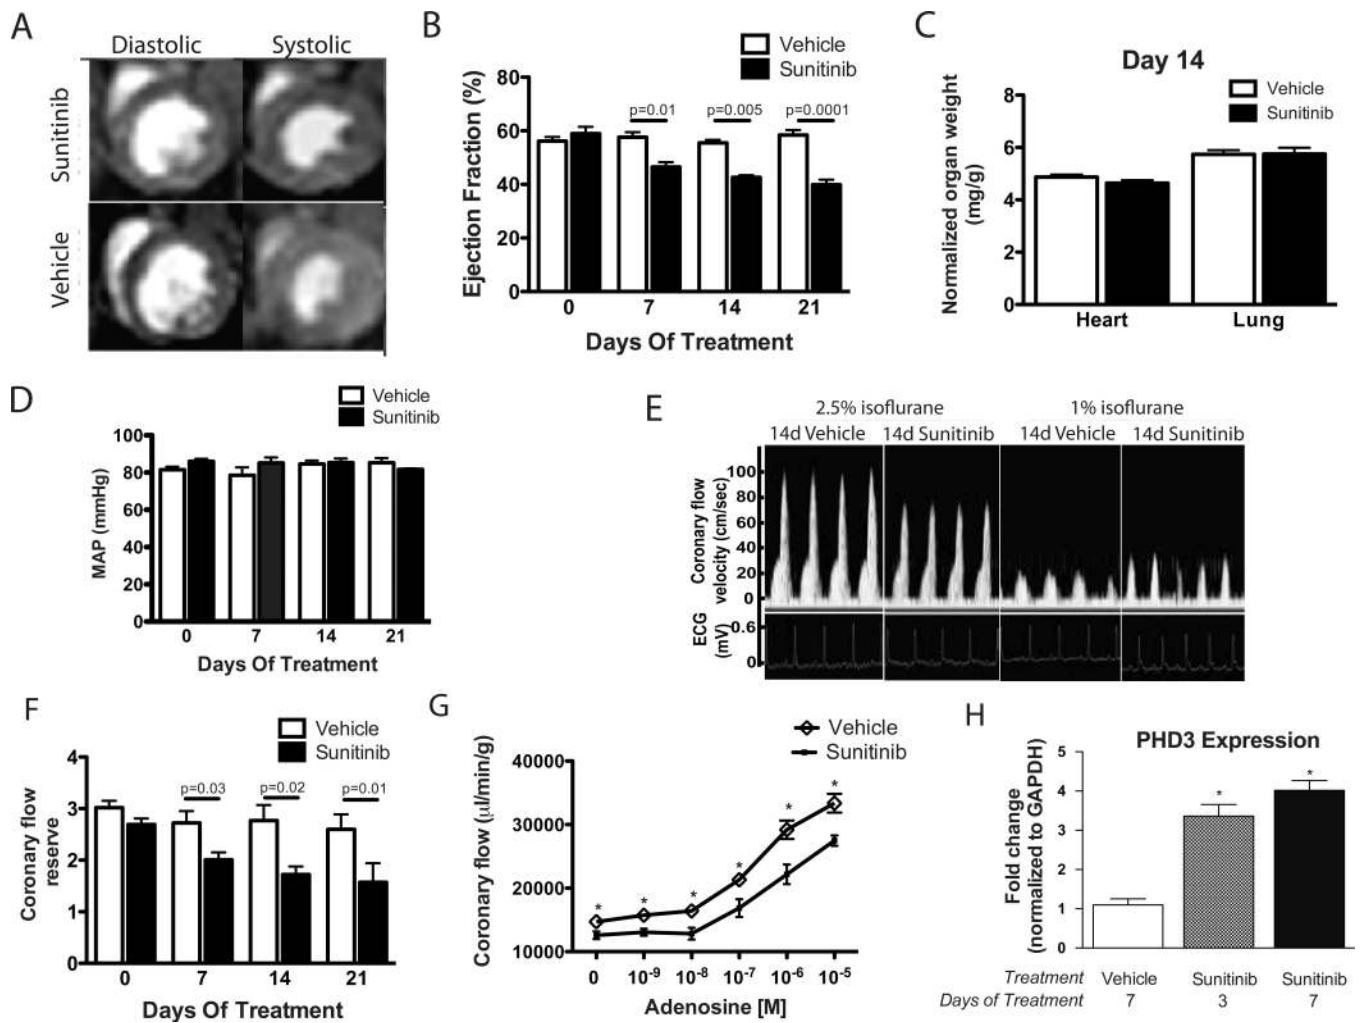 A
Diastolic Systolic
Sunitinib
Vehicle
B
Vehicle
Sunitinib
Ejection Fraction (%)
80
60
40
20
0
p=0.01 p=0.005 p=0.0001
0 7 14 21
Days Of Treatment
C
Day 14
Vehicle
Sunitinib
Normalized organ weight
(mg/g)
8
6
4
2
0
Heart Lung
D
Vehicle
Sunitinib
MAP (mmHg)
100
80
60
40
20
0
0 7 14 21
Days Of Treatment
E
2.5% isoflurane 1% isoflurane
14d Vehicle 14d Sunitinib 14d Vehicle 14d Sunitinib
Coronary flow
velocity (cm/sec)
100
80
60
40
20
0
ECG
(mV)
0.6
0
F
Vehicle
Sunitinib
Coronary flow
reserve
4
3
2
1
0
p=0.03 p=0.02 p=0.01
0 7 14 21
Days Of Treatment
G
Vehicle
Sunitinib
Coronary flow (µl/min/g)
40000
30000
20000
10000
* * * * * *
0 10⁻⁹ 10⁻⁸ 10⁻⁷ 10⁻⁶ 10⁻⁵
Adenosine [M]
H
PHD3 Expression
Fold change
(normalized to GAPDH)
5
4
3
2
1
0
* *
Treatment Vehicle Sunitinib Sunitinib
Days of Treatment 7 3 7